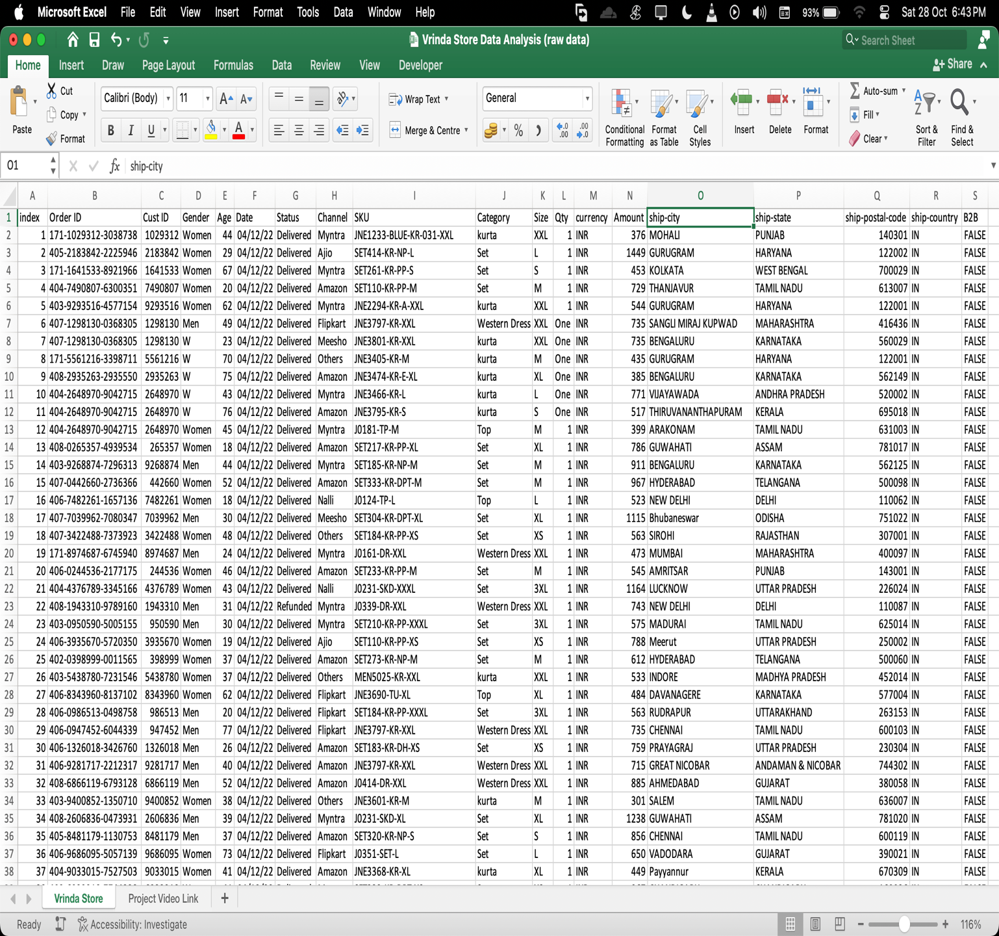 Microsoft Excel File Edit View Insert Format Tools Data Window Help 93% Sat 28 Oct 6:43 PM
Vrinda Store Data Analysis (raw data) Search Sheet
Home Insert Draw Page Layout Formulas Data Review View Developer Share
Paste Cut Copy Format
Calibri (Body) 11 A A
B I U A
ab
Wrap Text
Merge & Centre
General
% .0 .00 .00 .0
Conditional Formatting Format as Table Cell Styles
Insert Delete Format
Auto-sum Fill Clear
Sort & Filter Find & Select
O1 fx ship-city
A B C D E F G H I J K L M N O P Q R S
1 index Order ID Cust ID Gender Age Date Status Channel SKU Category Size Qty currency Amount ship-city ship-state ship-postal-code ship-country B2B
2 1 171-1029312-3038738 1029312 Women 44 04/12/22 Delivered Myntra JNE1233-BLUE-KR-031-XXL kurta XXL 1 INR 376 MOHALI PUNJAB 140301 IN FALSE
3 2 405-2183842-2225946 2183842 Women 29 04/12/22 Delivered Ajio SET414-KR-NP-L Set L 1 INR 1449 GURUGRAM HARYANA 122002 IN FALSE
4 3 171-1641533-8921966 1641533 Women 67 04/12/22 Delivered Myntra SET261-KR-PP-S Set S 1 INR 453 KOLKATA WEST BENGAL 700029 IN FALSE
5 4 404-7490807-6300351 7490807 Women 20 04/12/22 Delivered Amazon SET110-KR-PP-M Set M 1 INR 729 THANJAVUR TAMIL NADU 613007 IN FALSE
6 5 403-9293516-4577154 9293516 Women 62 04/12/22 Delivered Myntra JNE2294-KR-A-XXL kurta XXL 1 INR 544 GURUGRAM HARYANA 122001 IN FALSE
7 6 407-1298130-0368305 1298130 Men 49 04/12/22 Delivered Flipkart JNE3797-KR-XXL Western Dress XXL One INR 735 SANGLI MIRAJ KUPWAD MAHARASHTRA 416436 IN FALSE
8 7 407-1298130-0368305 1298130 W 23 04/12/22 Delivered Meesho JNE3801-KR-XXL kurta XXL One INR 735 BENGALURU KARNATAKA 560029 IN FALSE
9 8 171-5561216-3398711 5561216 W 70 04/12/22 Delivered Others JNE3405-KR-M kurta M One INR 435 GURUGRAM HARYANA 122001 IN FALSE
10 9 408-2935263-2935550 2935263 W 75 04/12/22 Delivered Amazon JNE3474-KR-E-XL kurta XL One INR 385 BENGALURU KARNATAKA 562149 IN FALSE
11 10 404-2648970-9042715 2648970 W 43 04/12/22 Delivered Myntra JNE3466-KR-L kurta L One INR 771 VIJAYAWADA ANDHRA PRADESH 520002 IN FALSE
12 11 404-2648970-9042715 2648970 W 76 04/12/22 Delivered Amazon JNE3795-KR-S kurta S One INR 517 THIRUVANANTHAPURAM KERALA 695018 IN FALSE
13 12 404-2648970-9042715 2648970 Women 45 04/12/22 Delivered Myntra J0181-TP-M Top M 1 INR 399 ARAKONAM TAMIL NADU 631003 IN FALSE
14 13 408-0265357-4939534 265357 Women 18 04/12/22 Delivered Amazon SET217-KR-PP-XL Set XL 1 INR 786 GUWAHATI ASSAM 781017 IN FALSE
15 14 403-9268874-7296313 9268874 Men 44 04/12/22 Delivered Myntra SET185-KR-NP-M Set M 1 INR 911 BENGALURU KARNATAKA 562125 IN FALSE
16 15 407-0442660-2736366 442660 Women 52 04/12/22 Delivered Amazon SET333-KR-DPT-M Set M 1 INR 967 HYDERABAD TELANGANA 500098 IN FALSE
17 16 406-7482261-1657136 7482261 Women 18 04/12/22 Delivered Nalli J0124-TP-L Top L 1 INR 523 NEW DELHI DELHI 110062 IN FALSE
18 17 407-7039962-7080347 7039962 Men 30 04/12/22 Delivered Meesho SET304-KR-DPT-XL Set XL 1 INR 1115 Bhubaneswar ODISHA 751022 IN FALSE
19 18 407-3422488-7373923 3422488 Women 48 04/12/22 Delivered Others SET184-KR-PP-XS Set XS 1 INR 563 SIROHI RAJASTHAN 307001 IN FALSE
20 19 171-8974687-6745940 8974687 Men 24 04/12/22 Delivered Myntra J0161-DR-XXL Western Dress XXL 1 INR 473 MUMBAI MAHARASHTRA 400097 IN FALSE
21 20 406-0244536-2177175 244536 Women 46 04/12/22 Delivered Amazon SET233-KR-PP-M Set M 1 INR 545 AMRITSAR PUNJAB 143001 IN FALSE
22 21 404-4376789-3345166 4376789 Women 43 04/12/22 Delivered Nalli J0231-SKD-XXXL Set 3XL 1 INR 1164 LUCKNOW UTTAR PRADESH 226024 IN FALSE
23 22 408-1943310-9789160 1943310 Men 31 04/12/22 Refunded Myntra J0339-DR-XXL Western Dress XXL 1 INR 743 NEW DELHI DELHI 110087 IN FALSE
24 23 403-0950590-5005155 950590 Men 30 04/12/22 Delivered Myntra SET210-KR-PP-XXXL Set 3XL 1 INR 575 MADURAI TAMIL NADU 625014 IN FALSE
25 24 406-3935670-5720350 3935670 Women 19 04/12/22 Delivered Ajio SET110-KR-PP-XS Set XS 1 INR 788 Meerut UTTAR PRADESH 250002 IN FALSE
26 25 402-0398999-0011565 398999 Women 37 04/12/22 Delivered Amazon SET273-KR-NP-M Set M 1 INR 612 HYDERABAD TELANGANA 500060 IN FALSE
27 26 403-5438780-7231546 5438780 Women 37 04/12/22 Delivered Others MEN5025-KR-XXL kurta XXL 1 INR 533 INDORE MADHYA PRADESH 452014 IN FALSE
28 27 406-8343960-8137102 8343960 Women 62 04/12/22 Delivered Flipkart JNE3690-TU-XL Top XL 1 INR 484 DAVANAGERE KARNATAKA 577004 IN FALSE
29 28 406-0986513-0498758 986513 Men 20 04/12/22 Delivered Flipkart SET184-KR-PP-XXXL Set 3XL 1 INR 563 RUDRAPUR UTTARAKHAND 263153 IN FALSE
30 29 406-0947452-6044339 947452 Men 77 04/12/22 Delivered Flipkart JNE3797-KR-XXL Western Dress XXL 1 INR 735 CHENNAI TAMIL NADU 600103 IN FALSE
31 30 406-1326018-3426760 1326018 Men 26 04/12/22 Delivered Amazon SET183-KR-DH-XS Set XS 1 INR 759 PRAYAGRAJ UTTAR PRADESH 230304 IN FALSE
32 31 406-9281717-2212317 9281717 Men 40 04/12/22 Delivered Amazon JNE3797-KR-XXL Western Dress XXL 1 INR 715 GREAT NICOBAR ANDAMAN & NICOBAR 744302 IN FALSE
33 32 408-6866119-6793128 6866119 Men 52 04/12/22 Delivered Amazon J0414-DR-XXL Western Dress XXL 1 INR 885 AHMEDABAD GUJARAT 380058 IN FALSE
34 33 403-9400852-1350710 9400852 Women 38 04/12/22 Delivered Others JNE3601-KR-M kurta M 1 INR 301 SALEM TAMIL NADU 636007 IN FALSE
35 34 408-2606836-0473931 2606836 Men 39 04/12/22 Delivered Myntra J0231-SKD-XL Set XL 1 INR 1238 GUWAHATI ASSAM 781020 IN FALSE
36 35 405-8481179-1130753 8481179 Men 37 04/12/22 Delivered Amazon SET320-KR-NP-S Set S 1 INR 856 CHENNAI TAMIL NADU 600119 IN FALSE
37 36 406-9686095-5057139 9686095 Women 73 04/12/22 Delivered Flipkart J0351-SET-L Set L 1 INR 650 VADODARA GUJARAT 390021 IN FALSE
38 37 404-9033015-7527503 9033015 Women 41 04/12/22 Delivered Amazon JNE3368-KR-XL kurta XL 1 INR 449 Payyannur KERALA 670309 IN FALSE
Vrinda Store Project Video Link +
Ready Accessibility: Investigate 116%